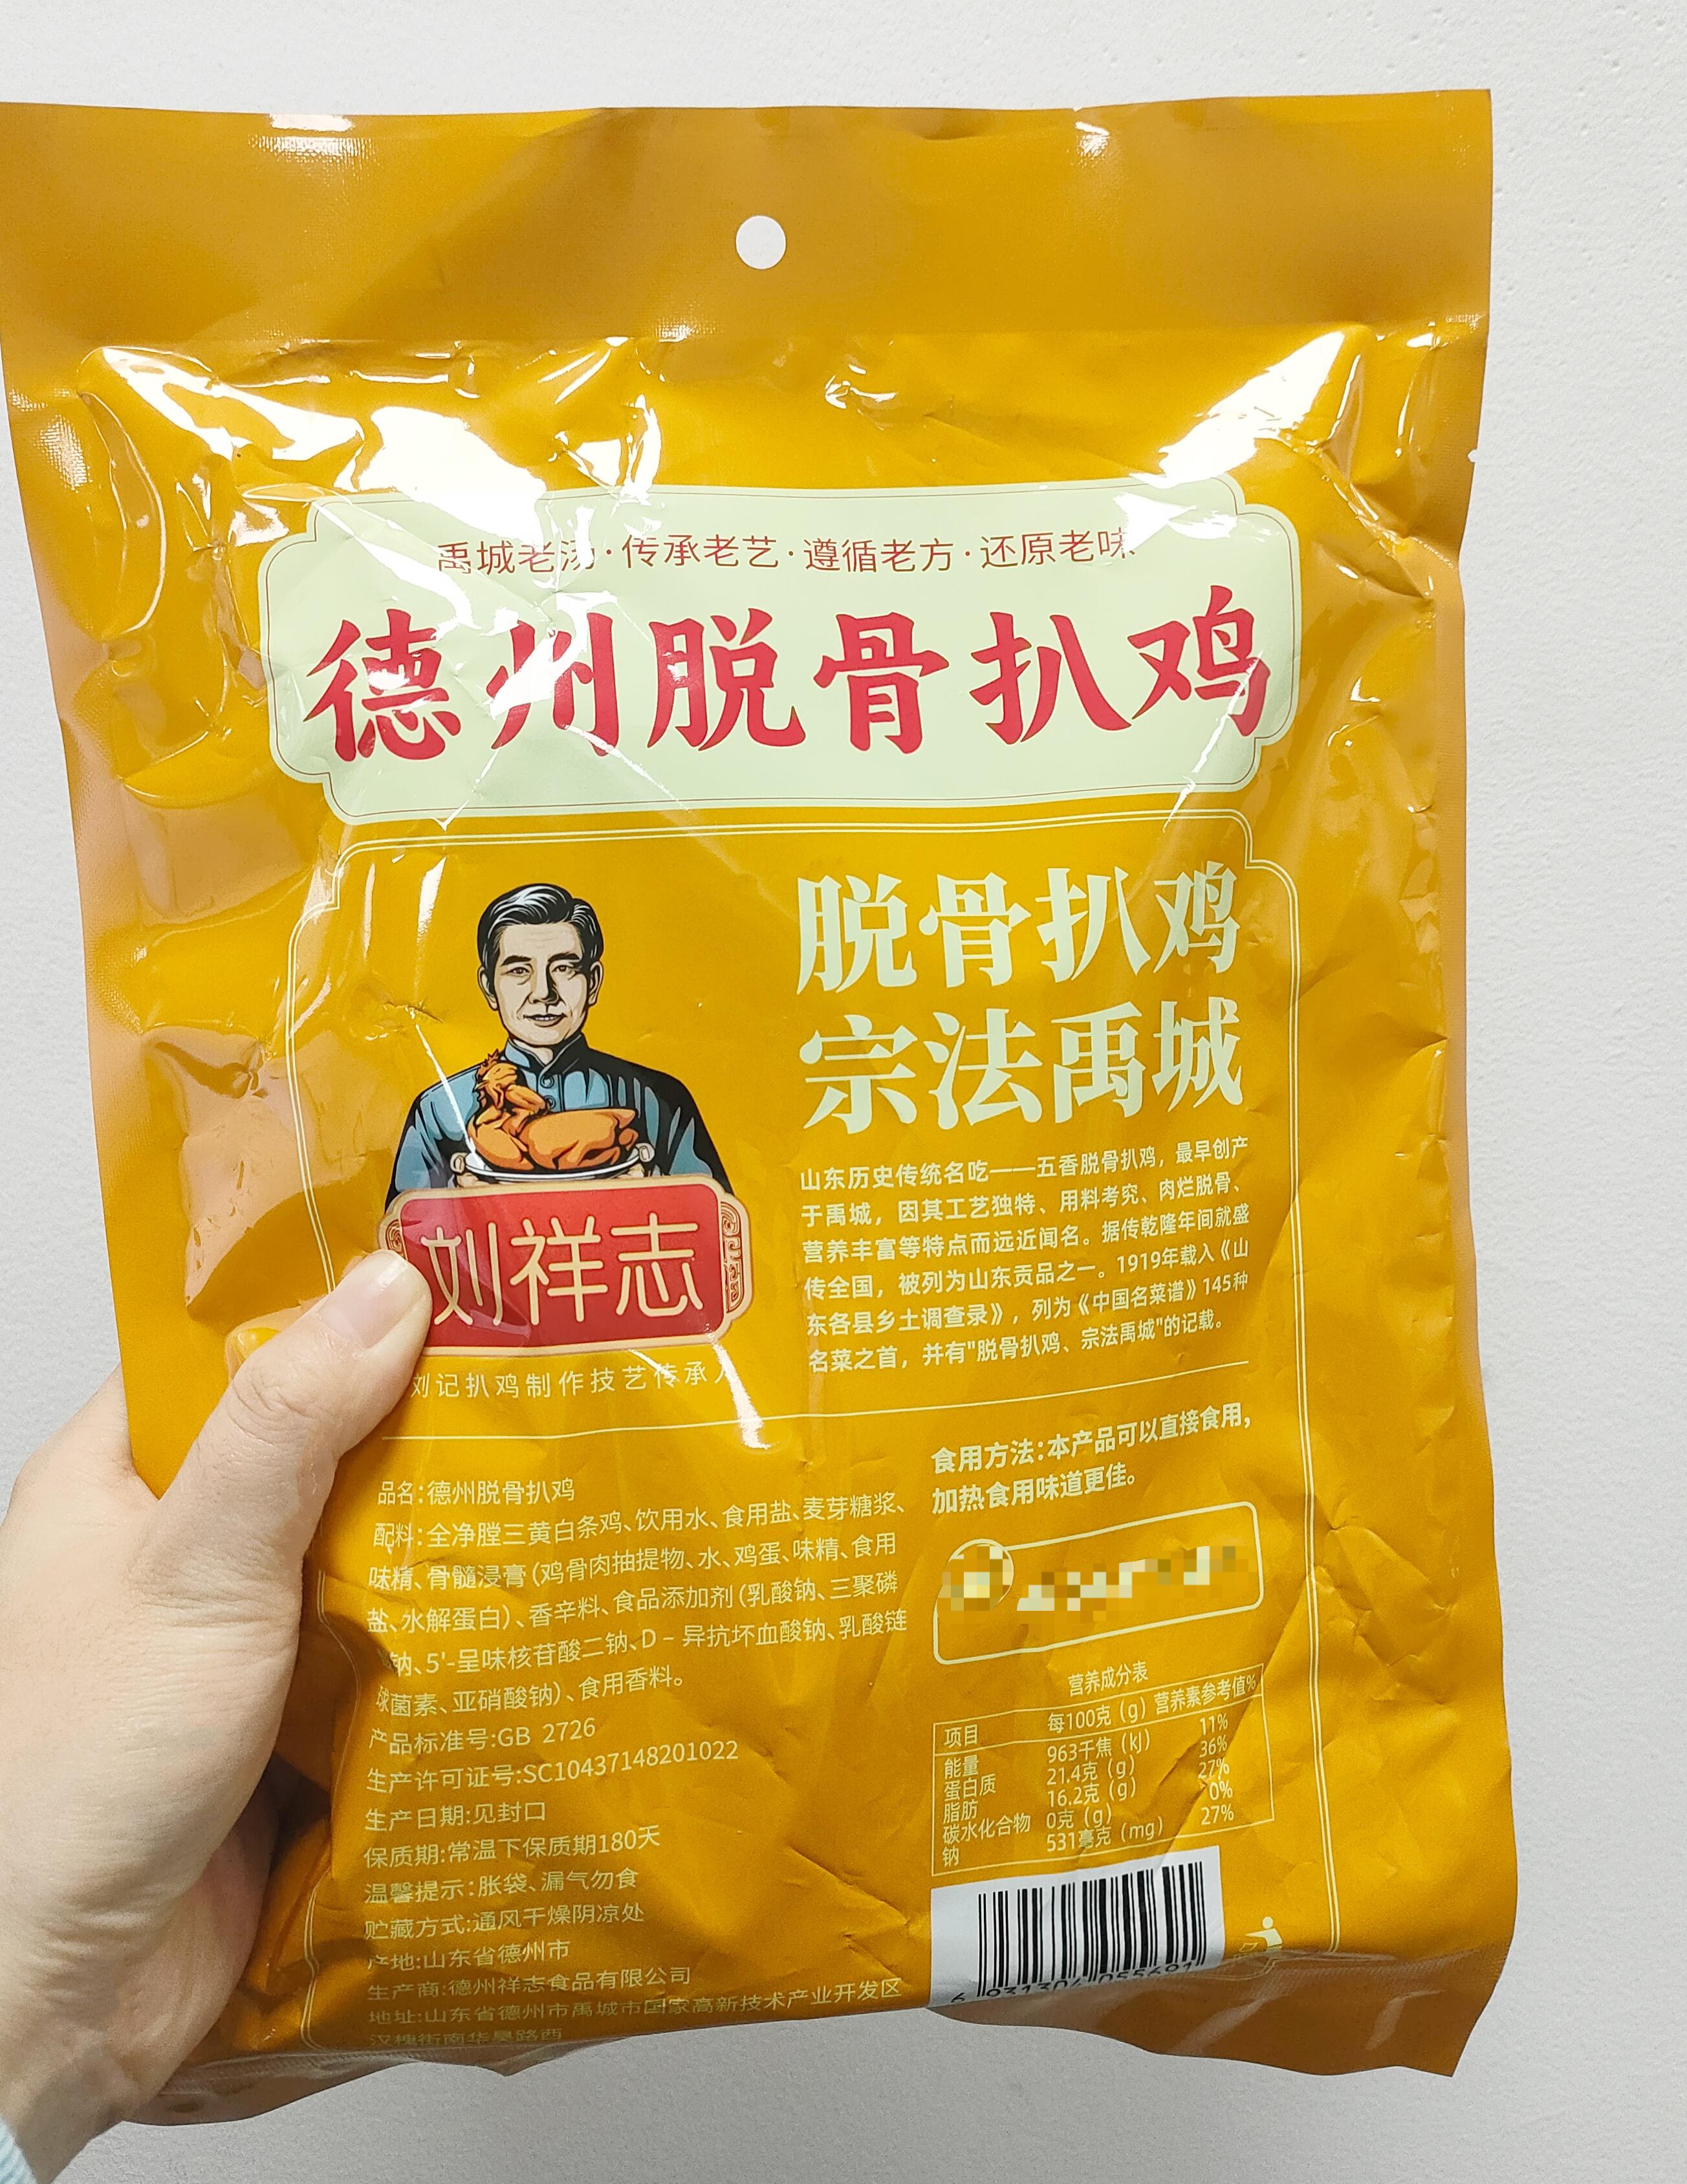 禹城老汤·传承老艺·遵循老方·还原老味
德州脱骨扒鸡
脱骨扒鸡
宗法禹城
山东历史传统名吃——五香脱骨扒鸡，最早创产
于禹城，因其工艺独特、用料考究、肉烂脱骨、
营养丰富等特点而远近闻名。据传乾隆年间就盛
传全国，被列为山东贡品之一。1919年载入《山
东各县乡土调查录》，列为《中国名菜谱》145种
名菜之首，并有"脱骨扒鸡、宗法禹城"的记载。
刘祥志
刘记扒鸡制作技艺传承人
食用方法:本产品可以直接食用，
加热食用味道更佳。
品名:德州脱骨扒鸡
配料:全净膛三黄白条鸡、饮用水、食用盐、麦芽糖浆、
味精、骨髓浸膏(鸡骨肉抽提物、水、鸡蛋、味精、食用
盐、水解蛋白)、香辛料、食品添加剂(乳酸钠、三聚磷
钠、5'-呈味核苷酸二钠、D-异抗坏血酸钠、乳酸链
球菌素、亚硝酸钠)、食用香料。
产品标准号:GB 2726
生产许可证号:SC10437148201022
生产日期:见封口
保质期:常温下保质期180天
温馨提示:胀袋、漏气勿食
贮藏方式:通风干燥阴凉处
产地:山东省德州市
生产商:德州祥志食品有限公司
地址:山东省德州市禹城市国家高新技术产业开发区
汉槐街南华昊路西
营养成分表
项目 每100克(g) 营养素参考值%
能量 963千焦(kJ) 11%
蛋白质 21.4克(g) 36%
脂肪 16.2克(g) 27%
碳水化合物 0克(g) 0%
钠 531毫克(mg) 27%
6 931304 055691